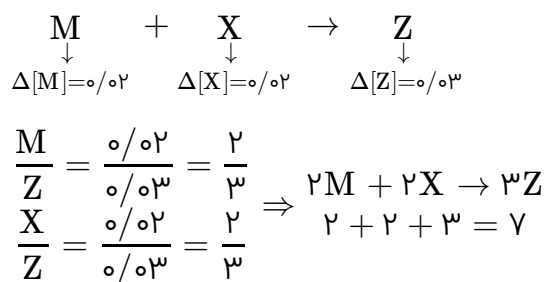 M + X → Z
↓ ↓ ↓
Δ[M]=۰/۰۲ Δ[X]=۰/۰۲ Δ[Z]=۰/۰۳
M/Z = ۰/۰۲ / ۰/۰۳ = ۲/۳
X/Z = ۰/۰۲ / ۰/۰۳ = ۲/۳
⇒ ۲M + ۲X → ۳Z
۲ + ۲ + ۳ = ۷